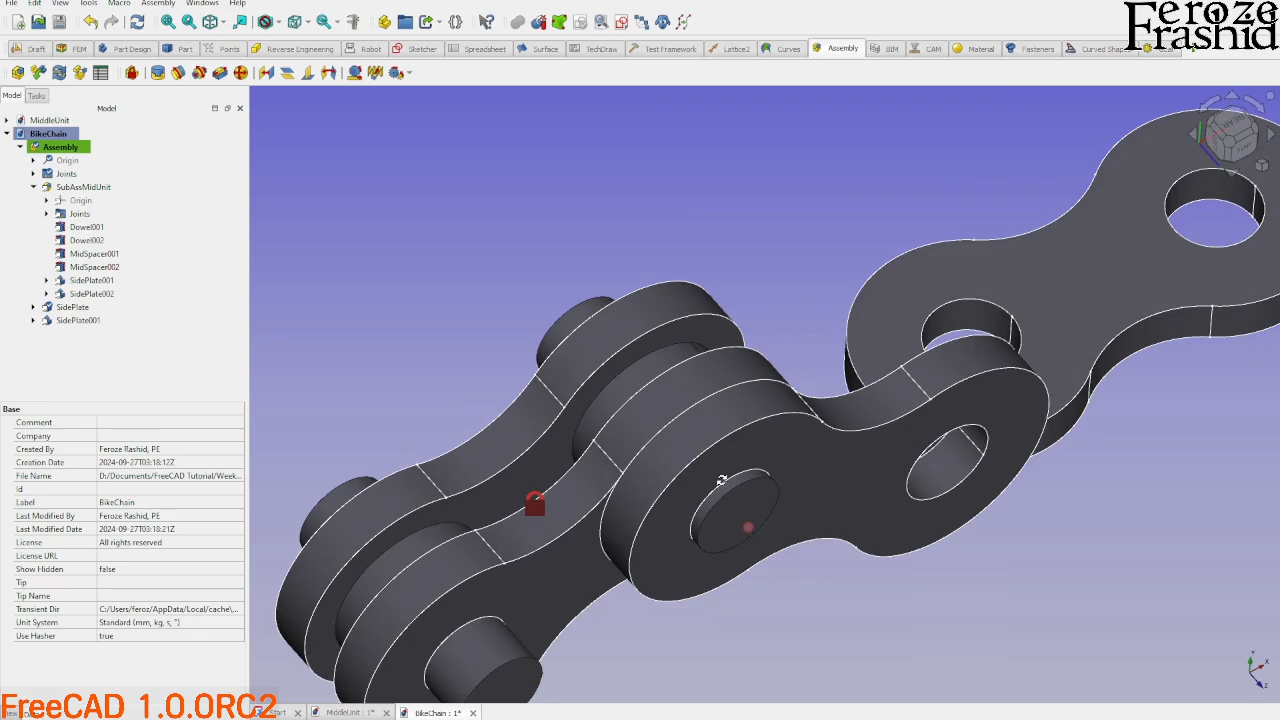 File Edit View Tools Macro Assembly Windows Help
Feroze
Frashid
Draft FEM Part Design Part Points Reverse Engineering Robot Sketcher Spreadsheet Surface TechDraw Test Framework Lattice2 Curves Assembly BIM CAM Material Fasteners Curved Shapes
Model Tasks
Model
MiddleUnit
BikeChain
Assembly
Origin
Joints
SubAssMidUnit
Origin
Joints
Dowel001
Dowel002
MidSpacer001
MidSpacer002
SidePlate001
SidePlate002
SidePlate
SidePlate001
Base
Comment
Company
Created By Feroze Rashid, PE
Creation Date 2024-09-27T03:18:12Z
File Name D:/Documents/FreeCAD Tutorial/Week...
Id
Label BikeChain
Last Modified By Feroze Rashid, PE
Last Modified Date 2024-09-27T03:18:21Z
License All rights reserved
License URL
Show Hidden false
Tip
Tip Name
Transient Dir C:/Users/feroz/AppData/Local/cache\...
Unit System Standard (mm, kg, s, °)
Use Hasher true
FreeCAD 1.0.0RC2
Start MiddleUnit : 1* BikeChain : 1*